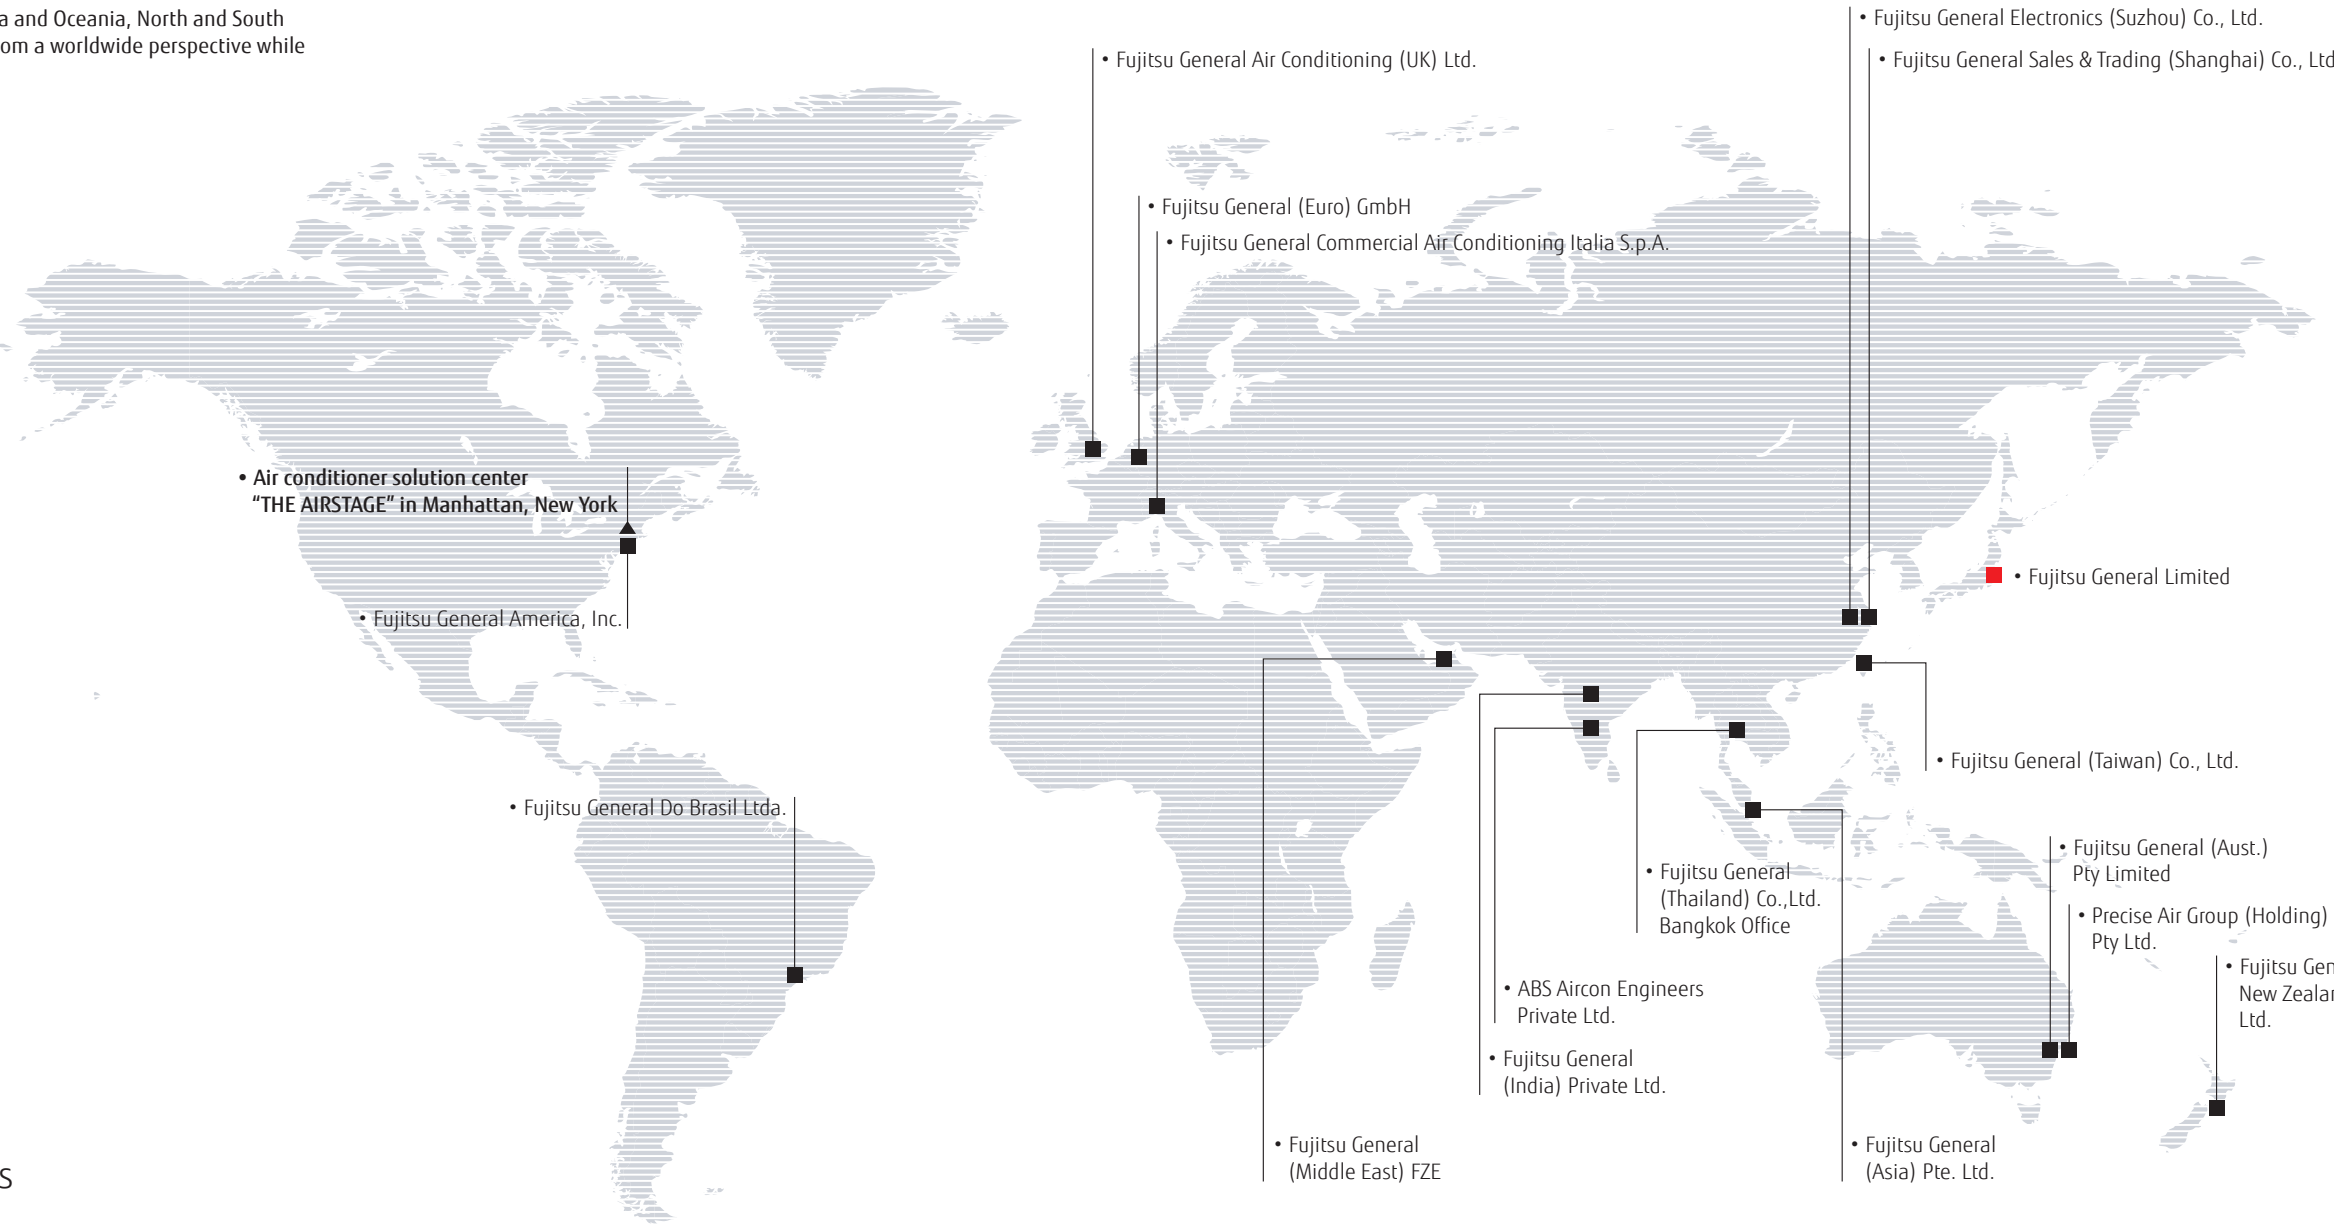 a and Oceania, North and South
om a worldwide perspective while
• Fujitsu General Electronics (Suzhou) Co., Ltd.
• Fujitsu General Sales & Trading (Shanghai) Co., Ltd
• Fujitsu General Air Conditioning (UK) Ltd.
• Fujitsu General (Euro) GmbH
• Fujitsu General Commercial Air Conditioning Italia S.p.A.
• Air conditioner solution center
“THE AIRSTAGE” in Manhattan, New York
• Fujitsu General America, Inc.
• Fujitsu General Limited
• Fujitsu General (Taiwan) Co., Ltd.
• Fujitsu General Do Brasil Ltda.
• Fujitsu General (Aust.)
Pty Limited
• Fujitsu General
(Thailand) Co.,Ltd.
Bangkok Office
• Precise Air Group (Holding)
Pty Ltd.
• Fujitsu Gen
New Zealan
Ltd.
• ABS Aircon Engineers
Private Ltd.
• Fujitsu General
(India) Private Ltd.
• Fujitsu General
(Middle East) FZE
• Fujitsu General
(Asia) Pte. Ltd.
S